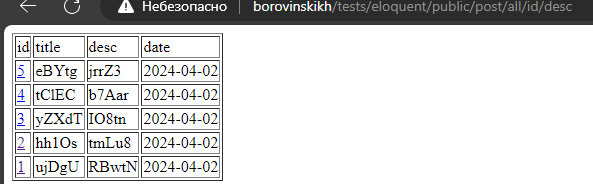 Небезопасно borovinskikh/tests/eloquent/public/post/all/id/desc
id title desc date
5 eBYtg jrrZ3 2024-04-02
4 tClEC b7Aar 2024-04-02
3 yZXdT IO8tn 2024-04-02
2 hh1Os tmLu8 2024-04-02
1 ujDgU RBwtN 2024-04-02